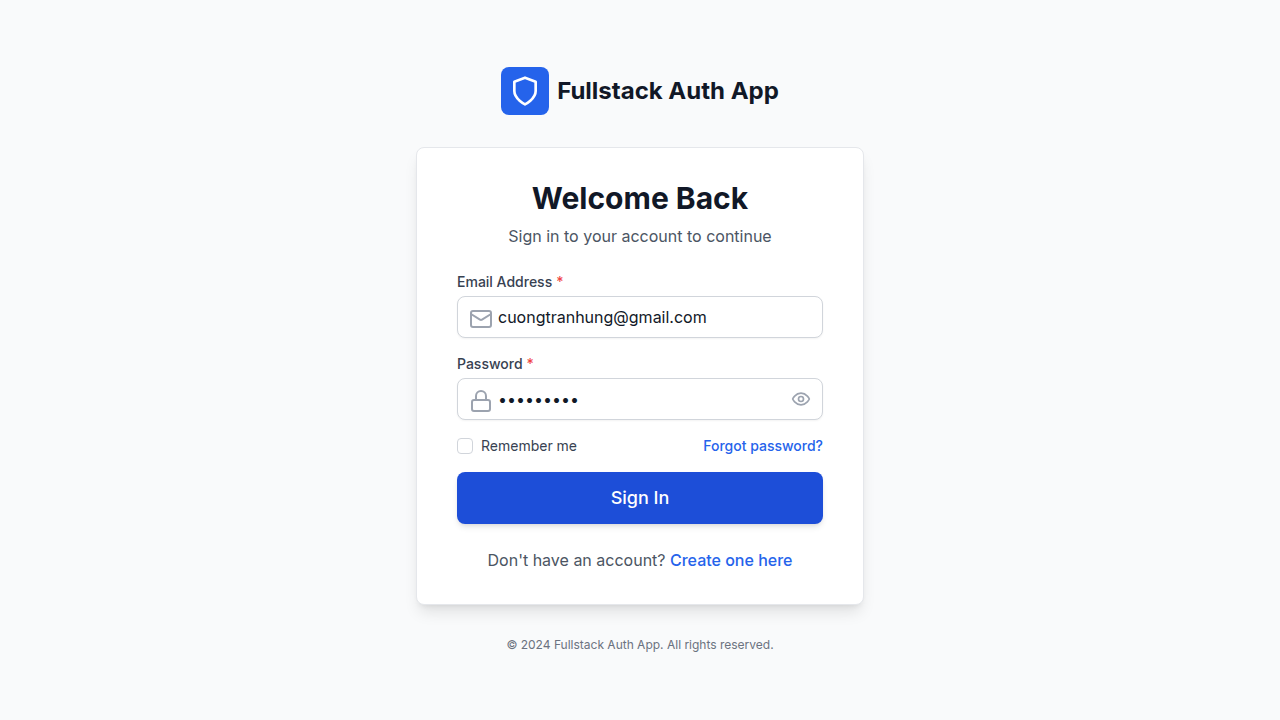 Fullstack Auth App
Welcome Back
Sign in to your account to continue
Email Address *
cuongtranhung@gmail.com
Password *
•••••••••
Remember me
Forgot password?
Sign In
Don't have an account? Create one here
© 2024 Fullstack Auth App. All rights reserved.